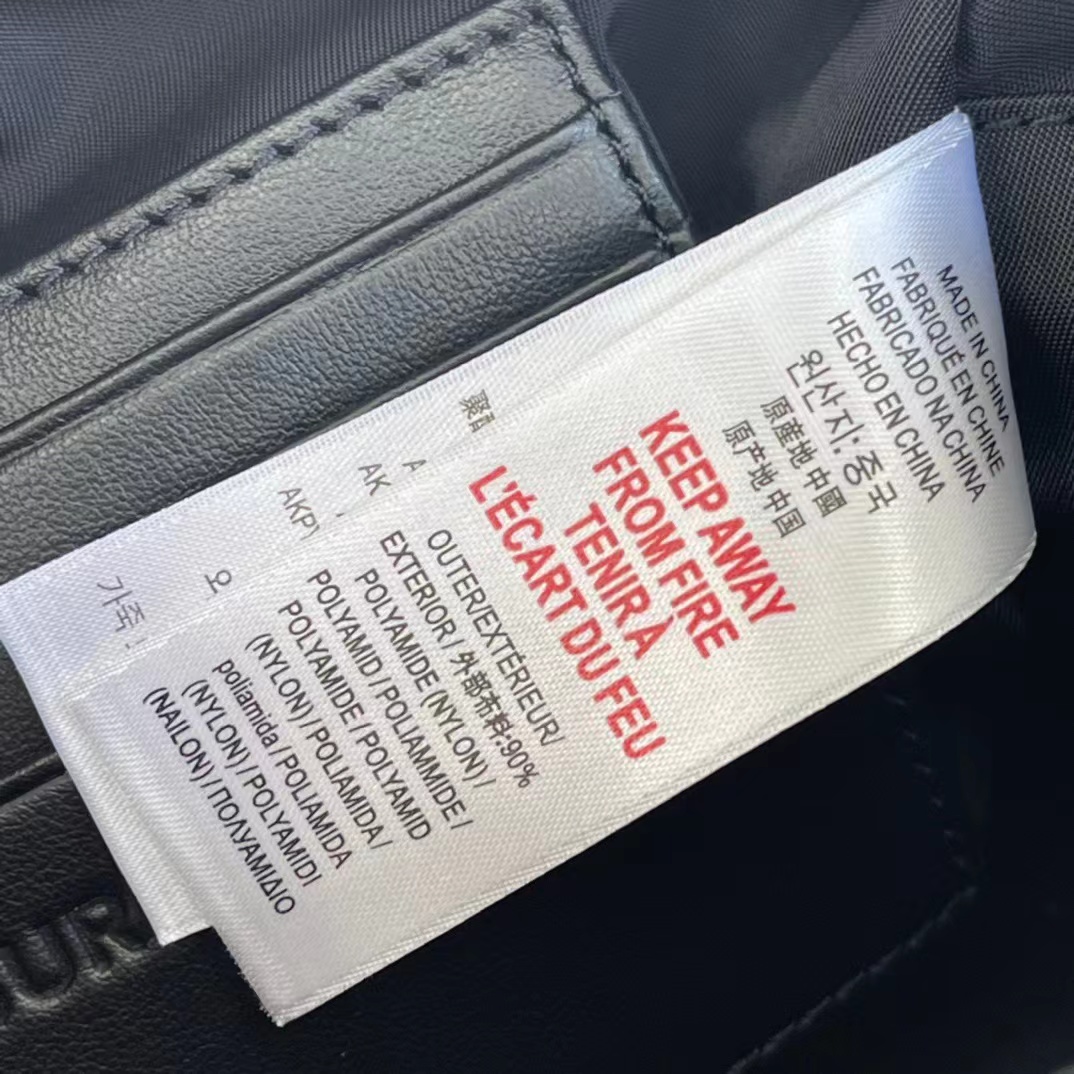 MADE IN CHINA
FABRIQUÉ EN CHINE
FABRICADO NA CHINA
HECHO EN CHINA
원산지: 중국
原産地 中國
原产地 中国
KEEP AWAY
FROM FIRE
TENIR À
L'ÉCART DU FEU
OUTER/EXTÉRIEUR/
EXTERIOR / 外部布料:90%
POLYAMIDE (NYLON) /
POLYAMID / POLIAMMIDE /
POLYAMIDE / POLYAMID
(NYLON) / POLIAMIDA /
poliamida / POLIAMIDA
(NYLON) / POLYAMIDI
(NAILON) / ΠΟΛΥΑΜΙΔΙΟ
A
AK